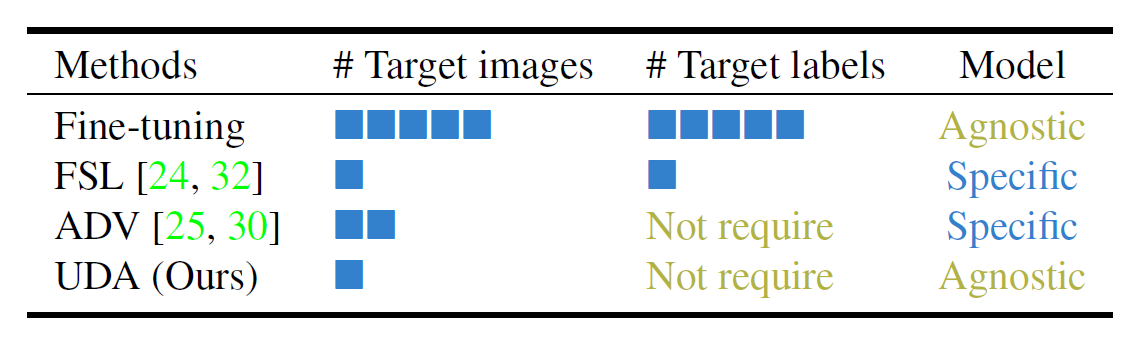 Methods # Target images # Target labels Model
Fine-tuning ■■■■■ ■■■■■ Agnostic
FSL [24, 32] ■ ■ Specific
ADV [25, 30] ■■ Not require Specific
UDA (Ours) ■ Not require Agnostic